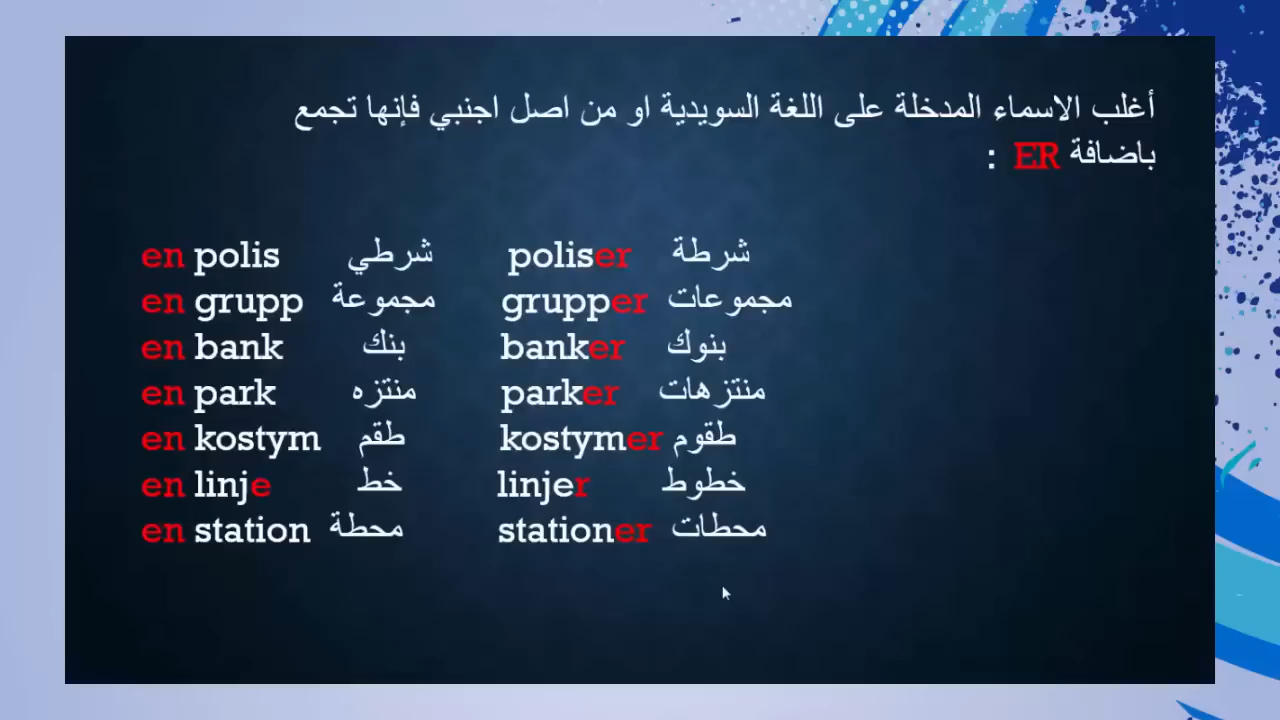 أغلب الاسماء المدخلة على اللغة السويدية او من اصل اجنبي فإنها تجمع
باضافة ER :
en polis شرطي poliser شرطة
en grupp مجموعة grupper مجموعات
en bank بنك banker بنوك
en park منتزه parker منتزهات
en kostym طقم kostymer طقوم
en linje خط linjer خطوط
en station محطة stationer محطات